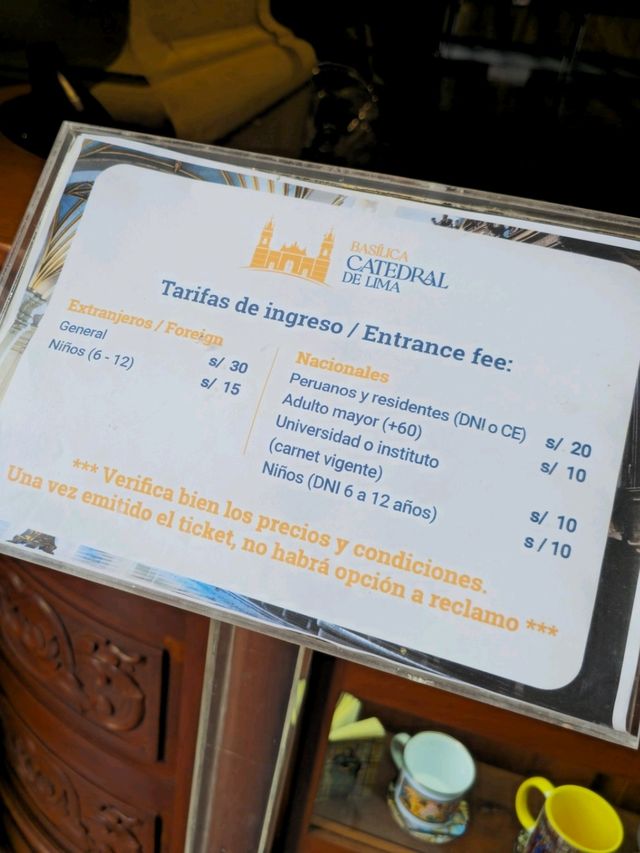 BASÍLICA
CATEDRAL
DE LIMA
Tarifas de ingreso / Entrance fee:
Extranjeros / Foreign
General s/ 30
Niños (6 - 12) s/ 15
Nacionales
Peruanos y residentes (DNI o CE) s/ 20
Adulto mayor (+60) s/ 10
Universidad o instituto
(carnet vigente) s/ 10
Niños (DNI 6 a 12 años) s/ 10
*** Verifica bien los precios y condiciones.
Una vez emitido el ticket, no habrá opción a reclamo ***